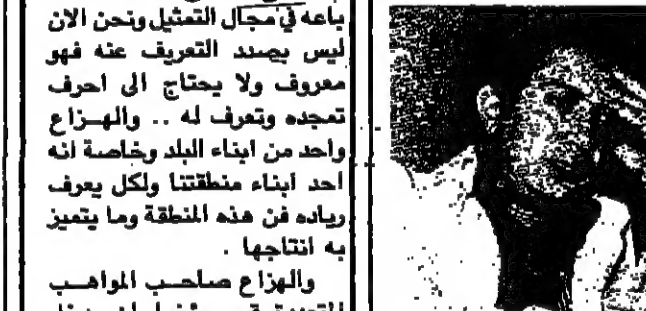 باعه في مجال التمثيل ونحن الان
ليس بصدد التعريف عنه فهو
معروف ولا يحتاج الى احرف
تمجده وتعرف له .. والهـزاع
واحد من ابناء البلد وخاصة انه
احد ابناء منطقتنا ولكل يعرف
رياده فن هذه المنطقة وما يتميز
به انتاجها .
والهزاع صاحب المواهب